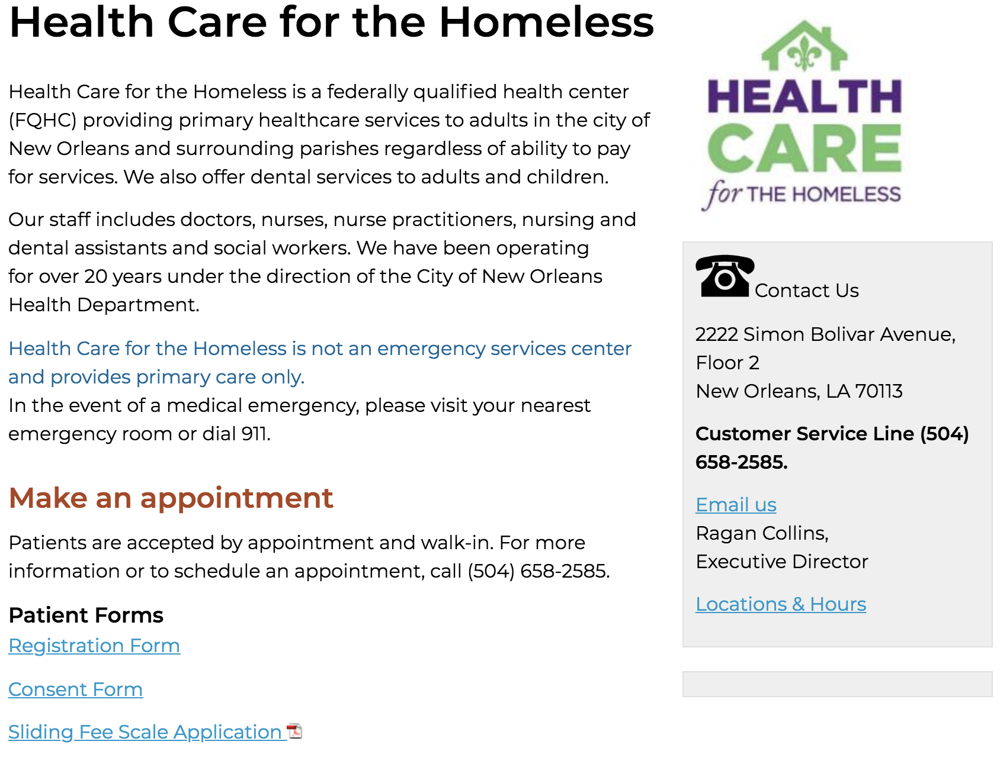 Health Care for the Homeless
Health Care for the Homeless is a federally qualified health center
(FQHC) providing primary healthcare services to adults in the city of
New Orleans and surrounding parishes regardless of ability to pay
for services. We also offer dental services to adults and children.
Our staff includes doctors, nurses, nurse practitioners, nursing and
dental assistants and social workers. We have been operating
for over 20 years under the direction of the City of New Orleans
Health Department.
Health Care for the Homeless is not an emergency services center
and provides primary care only.
In the event of a medical emergency, please visit your nearest
emergency room or dial 911.
Make an appointment
Patients are accepted by appointment and walk-in. For more
information or to schedule an appointment, call (504) 658-2585.
Patient Forms
Registration Form
Consent Form
Sliding Fee Scale Application
HEALTH
CARE
for THE HOMELESS
Contact Us
2222 Simon Bolivar Avenue,
Floor 2
New Orleans, LA 70113
Customer Service Line (504)
658-2585.
Email us
Ragan Collins,
Executive Director
Locations & Hours